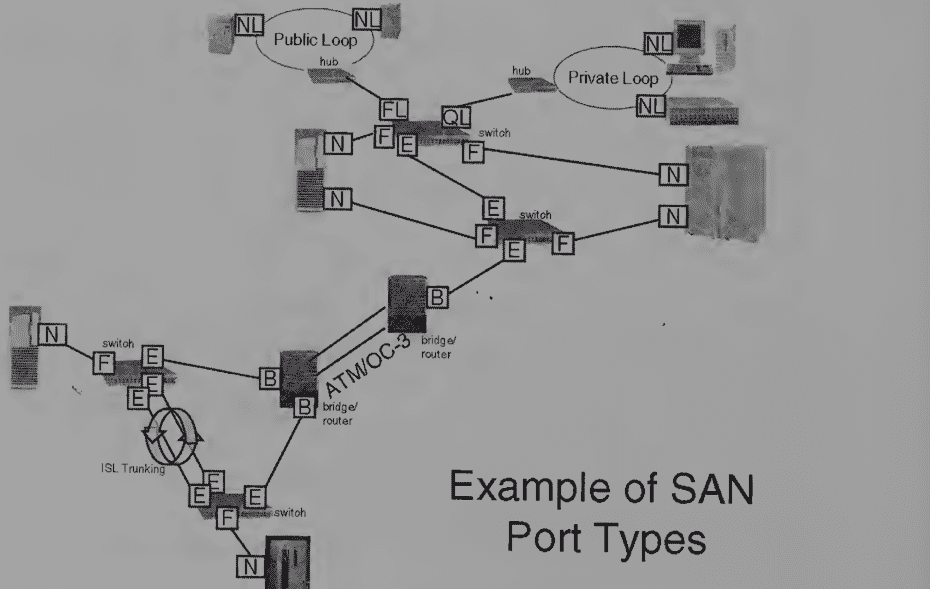 NL
NL
Public Loop
hub
NL
hub
Private Loop
NL
FL
QL
switch
N
F
E
F
N
N
E
switch
N
F
E
F
B
bridge/
router
ATM/OC-3
N
switch
F
E
E
E
B
bridge/
router
B
ISL Trunking
E
E
E
switch
F
N
Example of SAN
Port Types